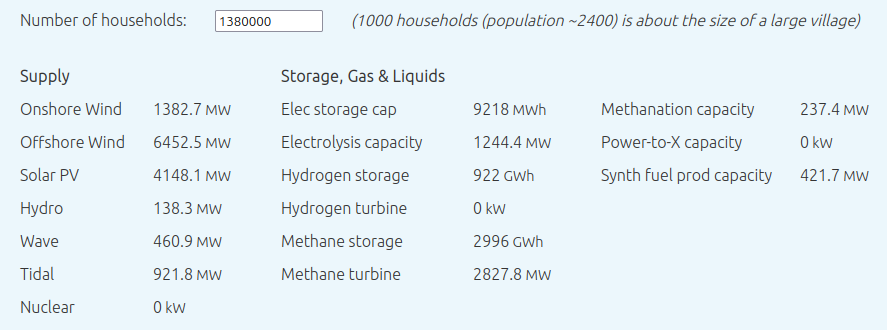 Number of households: 1380000 (1000 households (population ~2400) is about the size of a large village)
Supply Storage, Gas & Liquids
Onshore Wind 1382.7 MW Elec storage cap 9218 MWh Methanation capacity 237.4 MW
Offshore Wind 6452.5 MW Electrolysis capacity 1244.4 MW Power-to-X capacity 0 kW
Solar PV 4148.1 MW Hydrogen storage 922 GWh Synth fuel prod capacity 421.7 MW
Hydro 138.3 MW Hydrogen turbine 0 kW
Wave 460.9 MW Methane storage 2996 GWh
Tidal 921.8 MW Methane turbine 2827.8 MW
Nuclear 0 kW